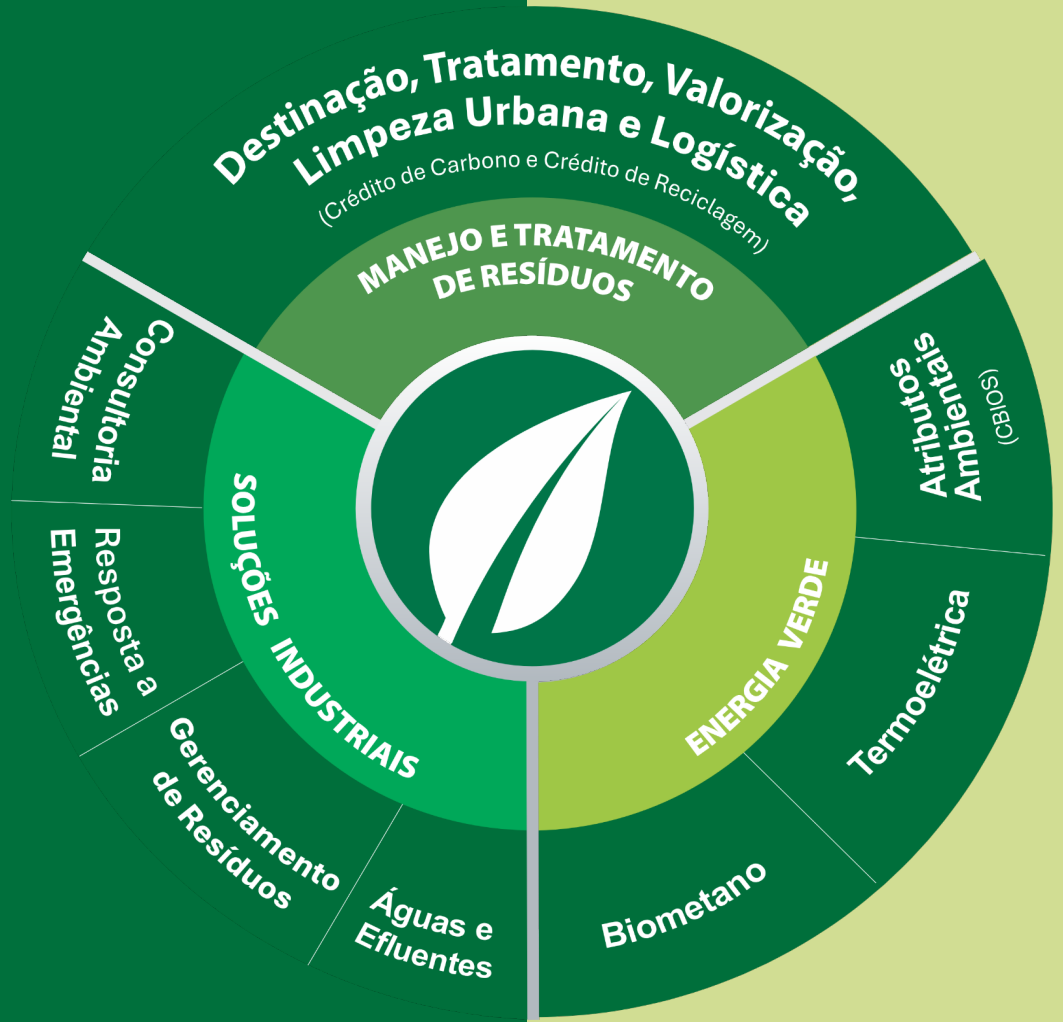 Destinação, Tratamento, Valorização,
Limpeza Urbana e Logística
(Crédito de Carbono e Crédito de Reciclagem)
MANEJO E TRATAMENTO
DE RESÍDUOS
Consultoria
Ambiental
Resposta a
Emergências
Gerenciamento
de Resíduos
Águas e
Efluentes
SOLUÇÕES INDUSTRIAIS
Atributos
Ambientais
(CBIOS)
Termoelétrica
Biometano
ENERGIA VERDE